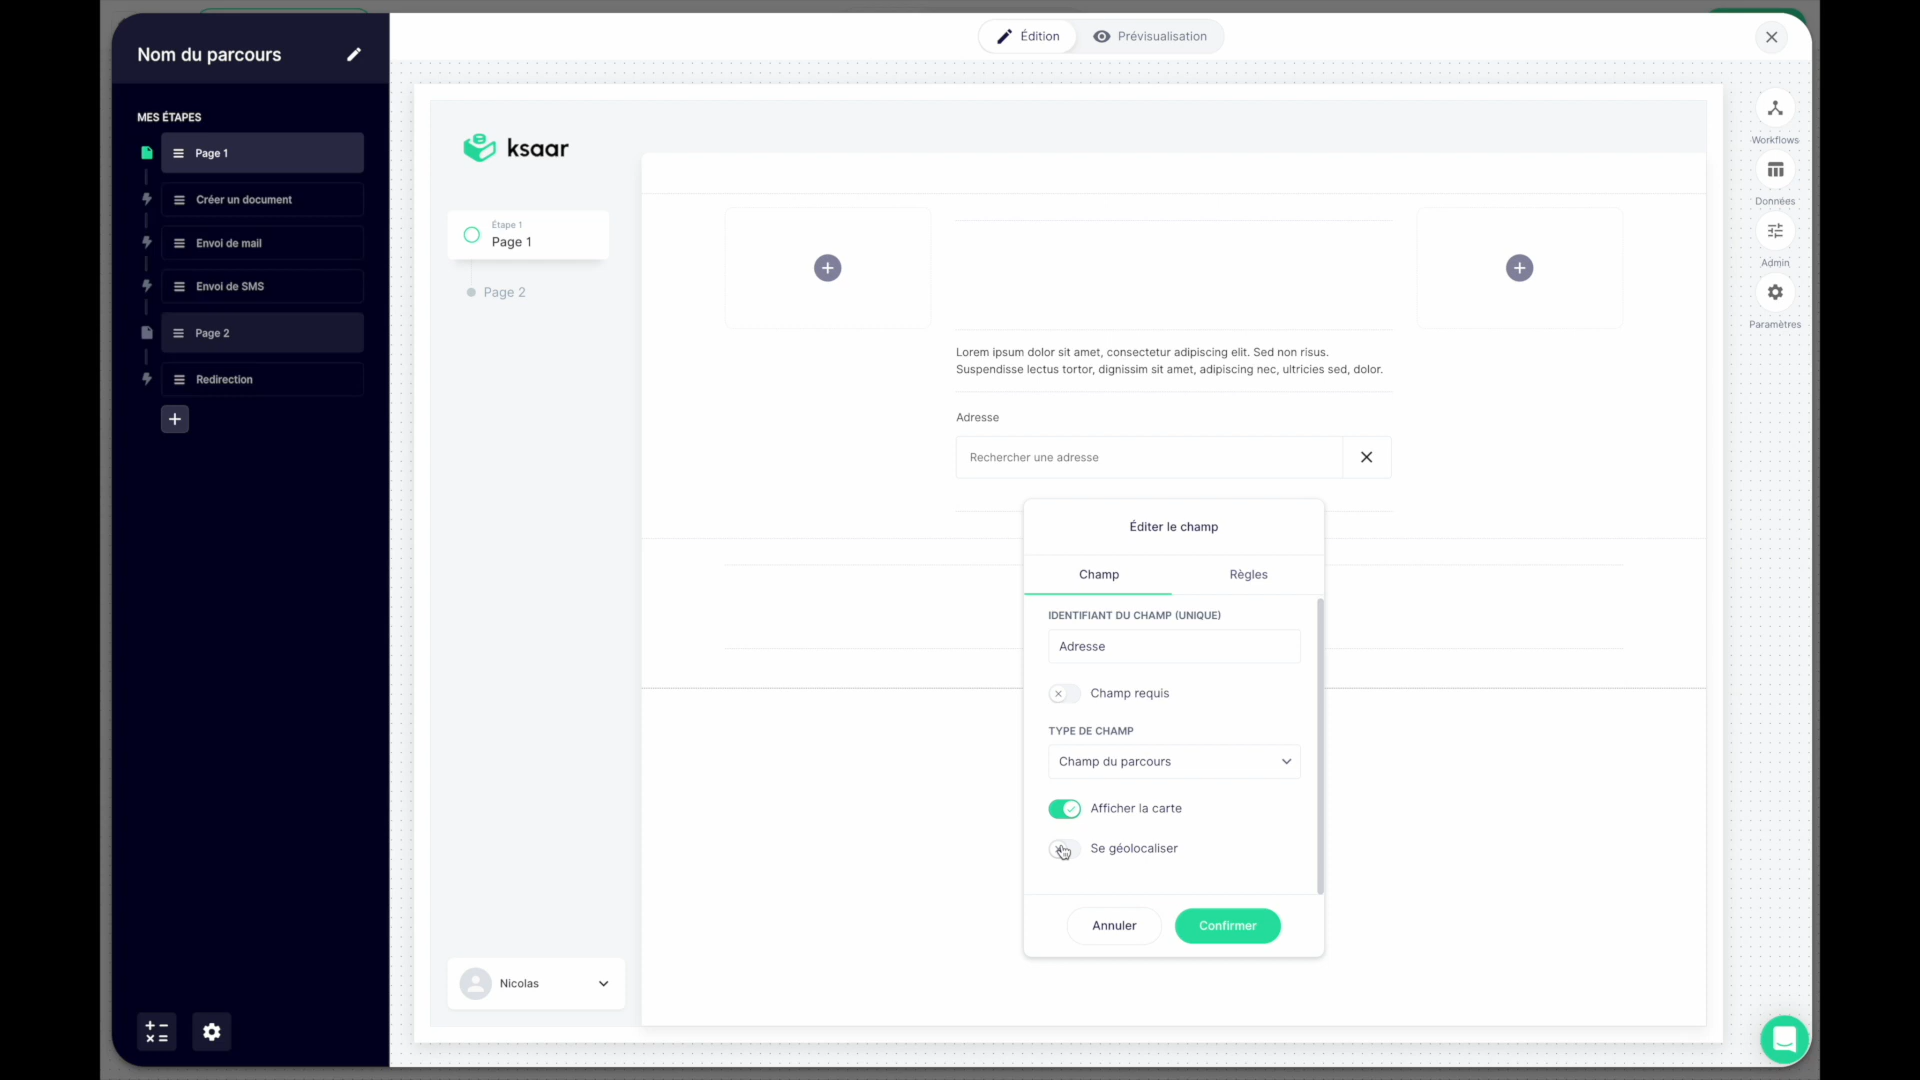 Nom du parcours
MES ÉTAPES
Page 1
Créer un document
Envoi de mail
Envoi de SMS
Page 2
Redirection
Édition
Prévisualisation
ksaar
Étape 1
Page 1
Page 2
Nicolas
Lorem ipsum dolor sit amet, consectetur adipiscing elit. Sed non risus.
Suspendisse lectus tortor, dignissim sit amet, adipiscing nec, ultricies sed, dolor.
Adresse
Rechercher une adresse
Éditer le champ
Champ
Règles
IDENTIFIANT DU CHAMP (UNIQUE)
Adresse
Champ requis
TYPE DE CHAMP
Champ du parcours
Afficher la carte
Se géolocaliser
Annuler
Confirmer
Workflows
Données
Admin
Paramètres